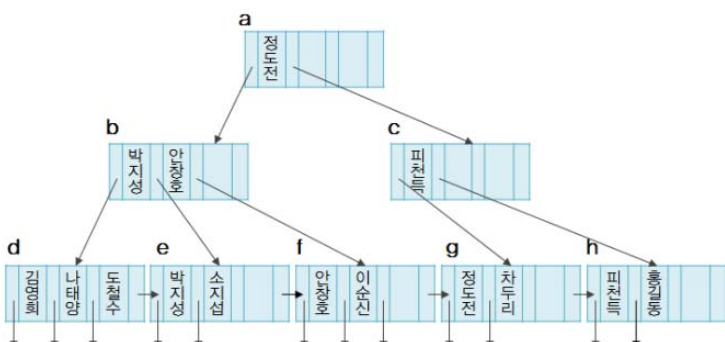 a
정도전
b
c
박지성 안창호
피천득
d e f g h
김영희 나태양 도철수 박지성 소지섭 안창호 이순신 정도전 차두리 피천득 홍길동